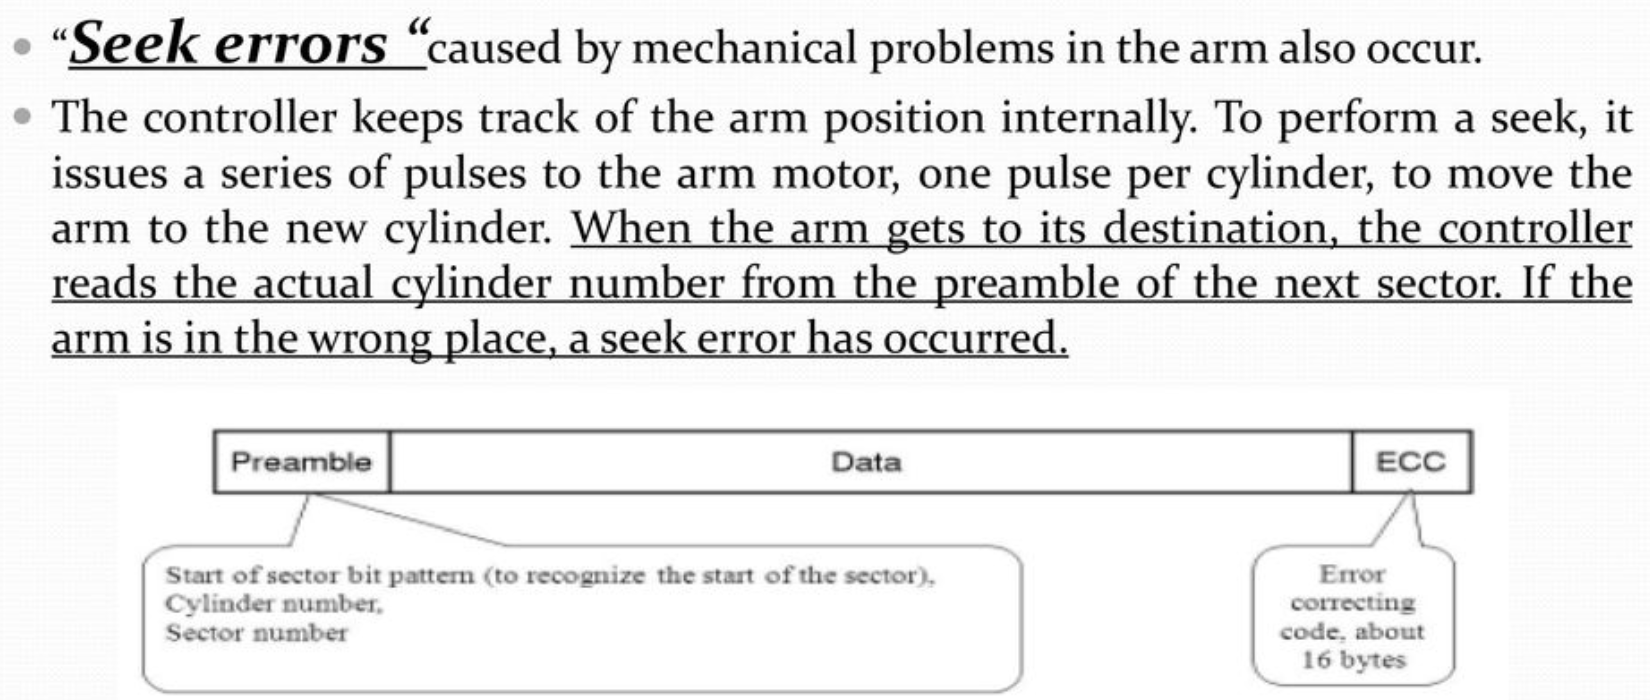 • “Seek errors “caused by mechanical problems in the arm also occur.
• The controller keeps track of the arm position internally. To perform a seek, it
issues a series of pulses to the arm motor, one pulse per cylinder, to move the
arm to the new cylinder. When the arm gets to its destination, the controller
reads the actual cylinder number from the preamble of the next sector. If the
arm is in the wrong place, a seek error has occurred.
Preamble
Data
ECC
Start of sector bit pattern (to recognize the start of the sector),
Cylinder number,
Sector number
Error
correcting
code, about
16 bytes